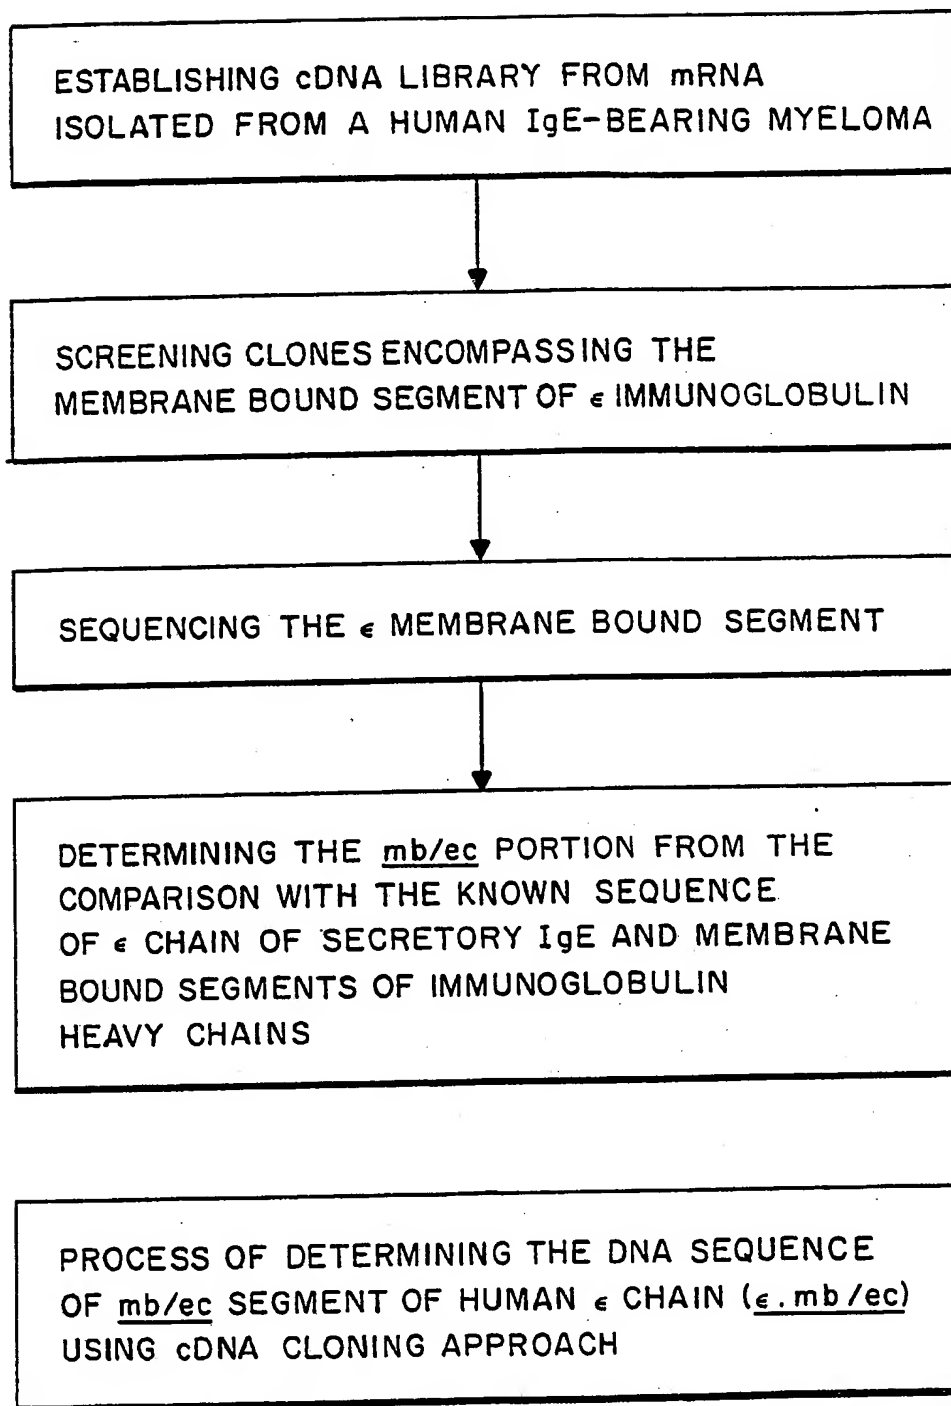 ESTABLISHING cDNA LIBRARY FROM mRNA
ISOLATED FROM A HUMAN IgE-BEARING MYELOMA
SCREENING CLONES ENCOMPASSING THE
MEMBRANE BOUND SEGMENT OF ϵ IMMUNOGLOBULIN
SEQUENCING THE ϵ MEMBRANE BOUND SEGMENT
DETERMINING THE mb/ec PORTION FROM THE
COMPARISON WITH THE KNOWN SEQUENCE
OF ϵ CHAIN OF SECRETORY IgE AND MEMBRANE
BOUND SEGMENTS OF IMMUNOGLOBULIN
HEAVY CHAINS
PROCESS OF DETERMINING THE DNA SEQUENCE
OF mb/ec SEGMENT OF HUMAN ϵ CHAIN (ϵ.mb/ec)
USING cDNA CLONING APPROACH